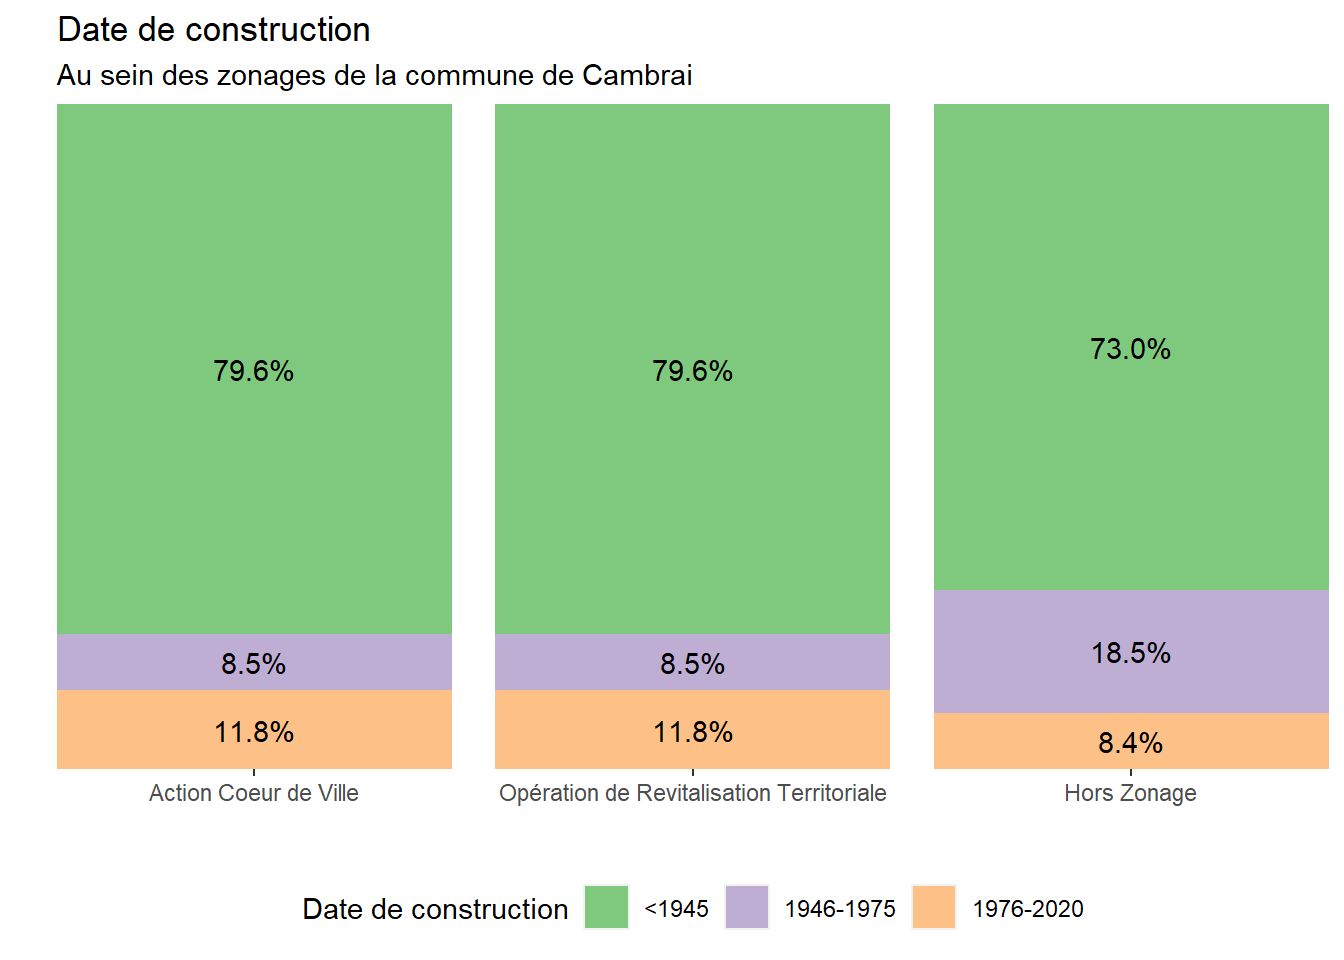 Date de construction
Au sein des zonages de la commune de Cambrai
79.6% 79.6% 73.0%
8.5% 8.5% 18.5%
11.8% 11.8% 8.4%
Action Coeur de Ville Opération de Revitalisation Territoriale Hors Zonage
Date de construction <1945 1946-1975 1976-2020